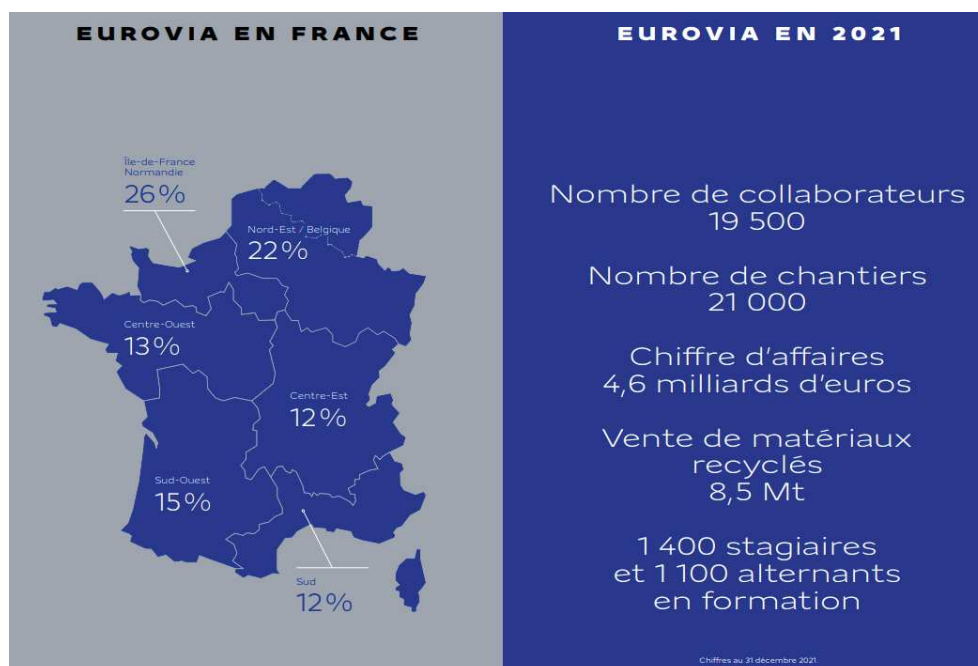 EUROVIA EN FRANCE
Île-de-France
Normandie
26 %
Nord-Est / Belgique
22 %
Centre-Ouest
13 %
Centre-Est
12 %
Sud-Ouest
15 %
Sud
12 %
EUROVIA EN 2021
Nombre de collaborateurs
19 500
Nombre de chantiers
21 000
Chiffre d’affaires
4,6 milliards d’euros
Vente de matériaux
recyclés
8,5 Mt
1 400 stagiaires
et 1 100 alternants
en formation
Chiffres au 31 décembre 2021.